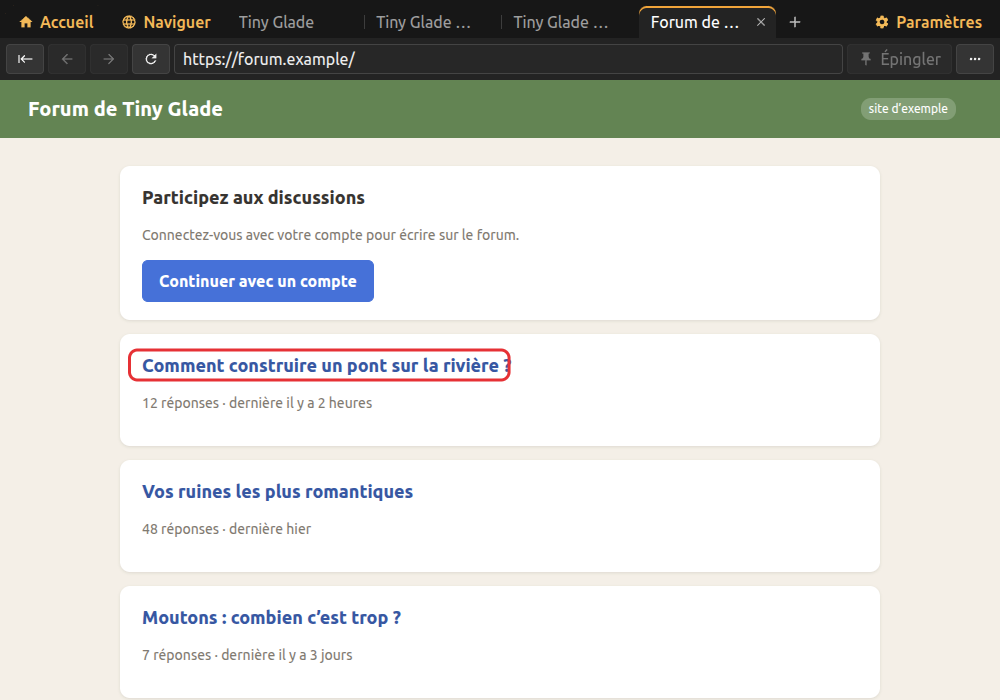 Accueil Naviguer Tiny Glade Tiny Glade ... Tiny Glade ... Forum de ... Paramètres
https://forum.example/ Épingler
Forum de Tiny Glade site d'exemple
Participez aux discussions
Connectez-vous avec votre compte pour écrire sur le forum.
Continuer avec un compte
Comment construire un pont sur la rivière ?
12 réponses · dernière il y a 2 heures
Vos ruines les plus romantiques
48 réponses · dernière hier
Moutons : combien c’est trop ?
7 réponses · dernière il y a 3 jours